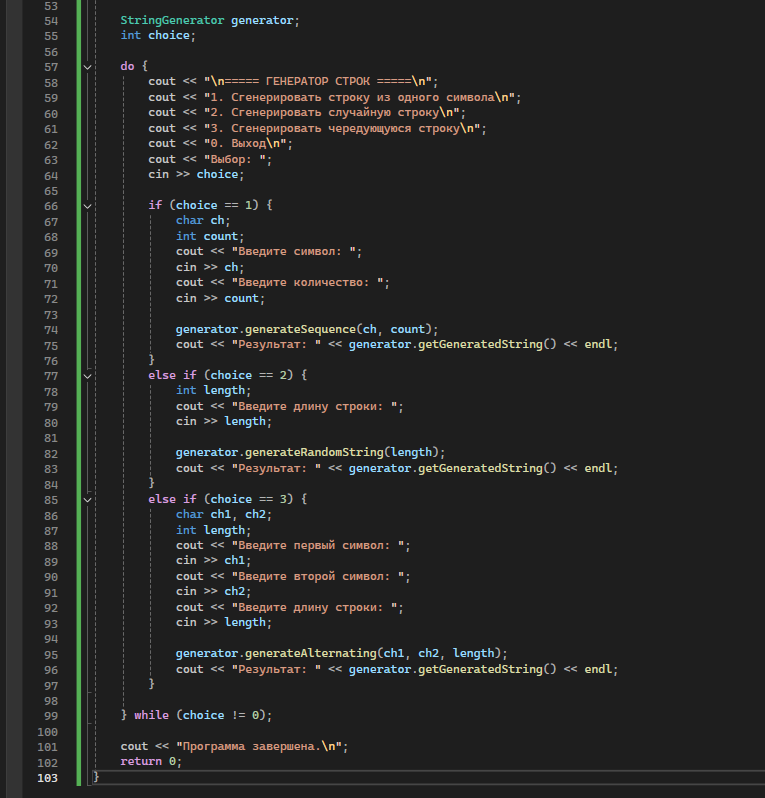 53
54 StringGenerator generator;
55 int choice;
56
57 do {
58 cout << "\n===== ГЕНЕРАТОР СТРОК =====\n";
59 cout << "1. Сгенерировать строку из одного символа\n";
60 cout << "2. Сгенерировать случайную строку\n";
61 cout << "3. Сгенерировать чередующуюся строку\n";
62 cout << "0. Выход\n";
63 cout << "Выбор: ";
64 cin >> choice;
65
66 if (choice == 1) {
67 char ch;
68 int count;
69 cout << "Введите символ: ";
70 cin >> ch;
71 cout << "Введите количество: ";
72 cin >> count;
73
74 generator.generateSequence(ch, count);
75 cout << "Результат: " << generator.getGeneratedString() << endl;
76 }
77 else if (choice == 2) {
78 int length;
79 cout << "Введите длину строки: ";
80 cin >> length;
81
82 generator.generateRandomString(length);
83 cout << "Результат: " << generator.getGeneratedString() << endl;
84 }
85 else if (choice == 3) {
86 char ch1, ch2;
87 int length;
88 cout << "Введите первый символ: ";
89 cin >> ch1;
90 cout << "Введите второй символ: ";
91 cin >> ch2;
92 cout << "Введите длину строки: ";
93 cin >> length;
94
95 generator.generateAlternating(ch1, ch2, length);
96 cout << "Результат: " << generator.getGeneratedString() << endl;
97 }
98
99 } while (choice != 0);
100
101 cout << "Программа завершена.\n";
102 return 0;
103 }